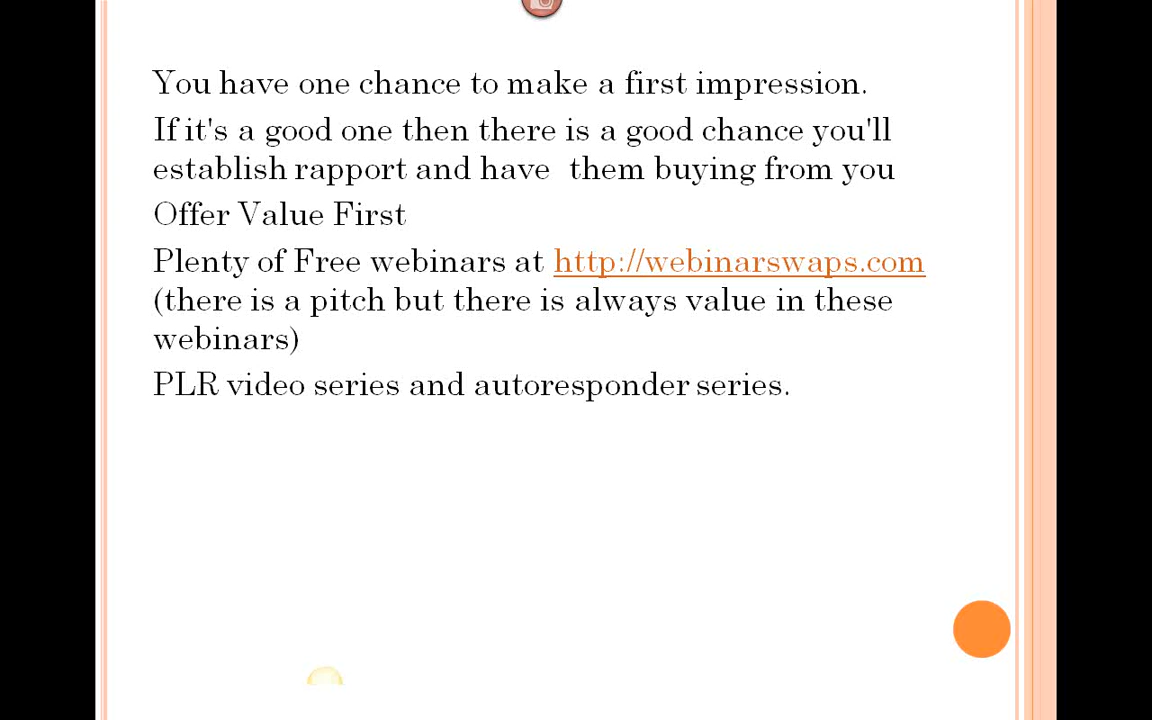 You have one chance to make a first impression.
If it's a good one then there is a good chance you'll
establish rapport and have  them buying from you
Offer Value First
Plenty of Free webinars at http://webinarswaps.com
(there is a pitch but there is always value in these
webinars)
PLR video series and autoresponder series.